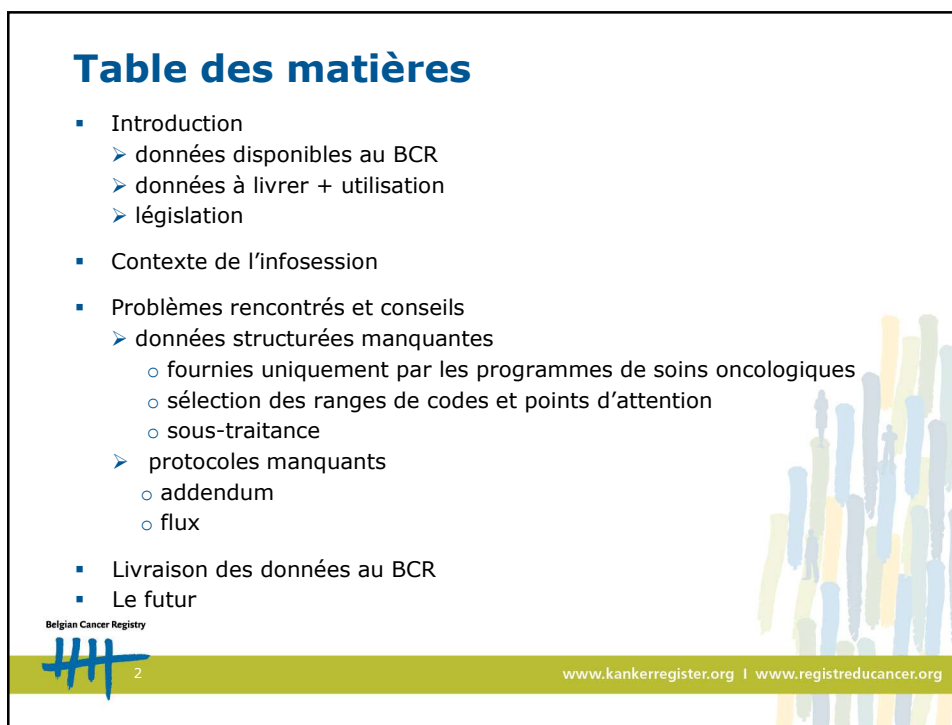 Table des matières
▪ Introduction
➢ données disponibles au BCR
➢ données à livrer + utilisation
➢ législation
▪ Contexte de l’infosession
▪ Problèmes rencontrés et conseils
➢ données structurées manquantes
o fournies uniquement par les programmes de soins oncologiques
o sélection des ranges de codes et points d’attention
o sous-traitance
➢ protocoles manquants
o addendum
o flux
▪ Livraison des données au BCR
▪ Le futur
Belgian Cancer Registry
2
www.kankerregister.org I www.registreducancer.org